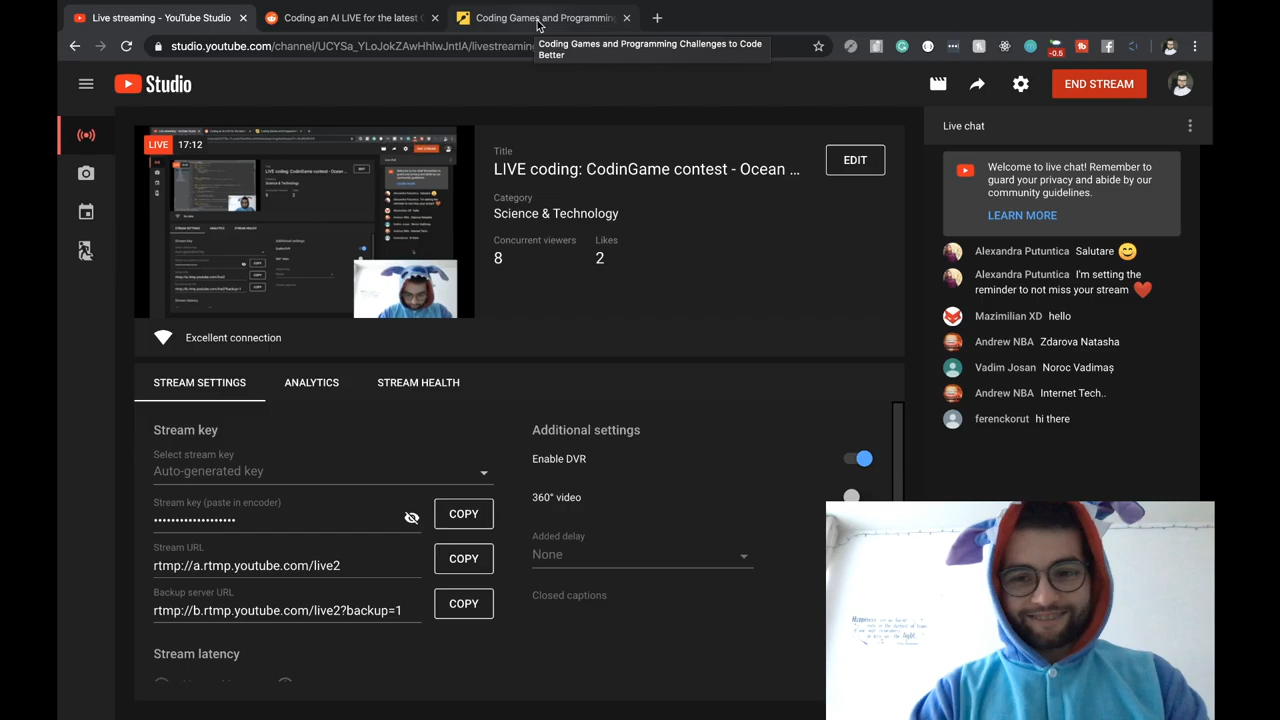 Live streaming - YouTube Studio
Coding an AI LIVE for the latest C
Coding Games and Programming
studio.youtube.com/channel/UCYSa_YLoJokZAwHhlwJntIA/livestreaming
Coding Games and Programming Challenges to Code
Better
-0.5
Studio
END STREAM
LIVE 17:12
Title
LIVE coding: CodinGame contest - Ocean ...
EDIT
Category
Science & Technology
Concurrent viewers
Likes
8
2
Excellent connection
STREAM SETTINGS
ANALYTICS
STREAM HEALTH
Stream key
Select stream key
Auto-generated key
Stream key (paste in encoder)
••••••••••••••••••
COPY
Stream URL
rtmp://a.rtmp.youtube.com/live2
COPY
Backup server URL
rtmp://b.rtmp.youtube.com/live2?backup=1
COPY
Stream latency
Additional settings
Enable DVR
360° video
Added delay
None
Closed captions
Live chat
Welcome to live chat! Remember
to guard your privacy and abide by our
community guidelines.
LEARN MORE
Alexandra Putuntica Salutare 😊
Alexandra Putuntica I'm setting the
reminder to not miss your stream ❤️
Mazimilian XD hello
Andrew NBA Zdarova Natasha
Vadim Josan Noroc Vadimaș
Andrew NBA Internet Tech..
ferenckorut hi there